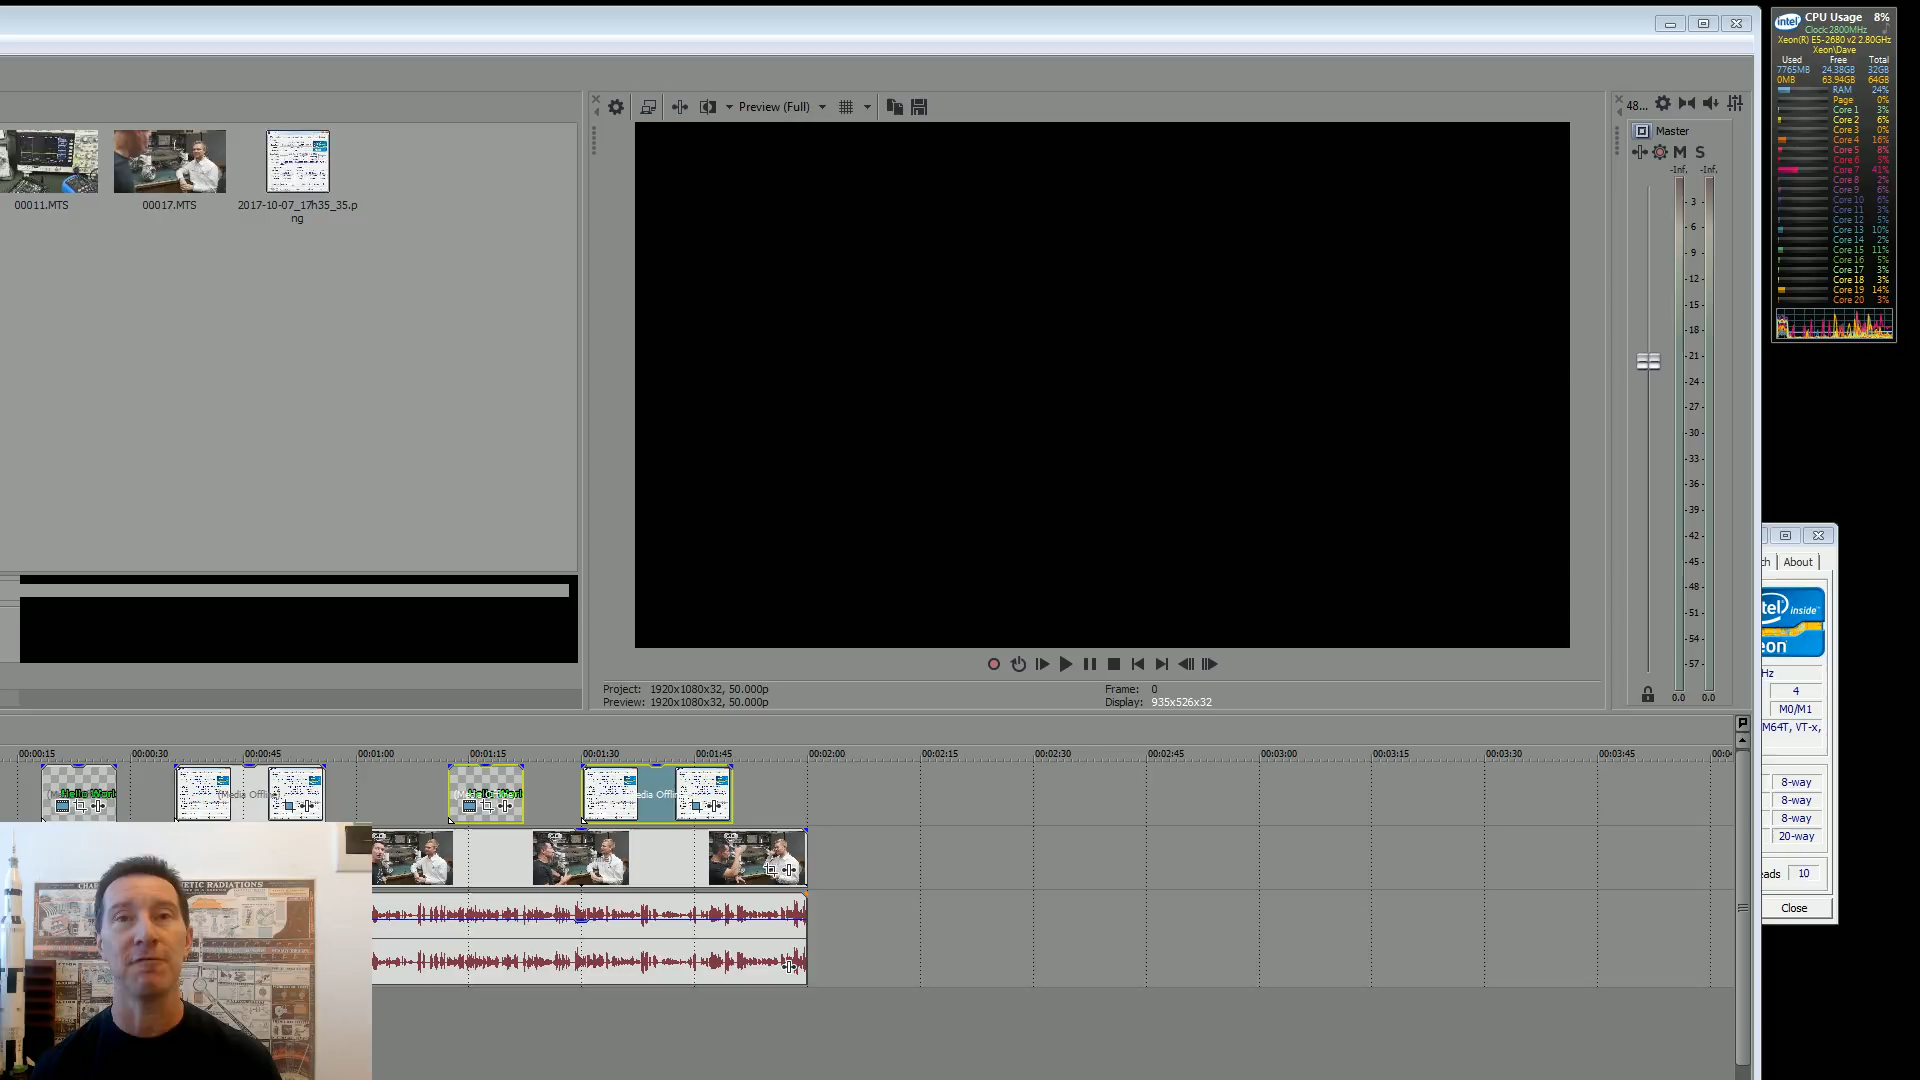 CPU Usage 8%
Clock:2800MHz
Xeon(R) E5-2680 v2 2.80GHz
Xeon\Dave
Used Free Total
7765MB 24.38GB 32GB
0MB 63.94GB 64GB
RAM 24%
Page 0%
Core 1 3%
Core 2 6%
Core 3 0%
Core 4 16%
Core 5 8%
Core 6 5%
Core 7 41%
Core 8 2%
Core 9 6%
Core 10 6%
Core 11 3%
Core 12 5%
Core 13 10%
Core 14 2%
Core 15 11%
Core 16 5%
Core 17 3%
Core 18 3%
Core 19 14%
Core 20 3%
Preview (Full)
48...
Master
M S
-Inf. -Inf.
3
6
9
-12
-15
-18
-21
-24
-27
-30
-33
-36
-39
-42
-45
-48
-51
-54
-57
0.0 0.0
00011.MTS
00017.MTS
2017-10-07_17h35_35.p
ng
Project: 1920x1080x32, 50.000p
Preview: 1920x1080x32, 50.000p
Frame: 0
Display: 935x526x32
About
inside
Hz
4
M0/M1
M64T, VT-x,
8-way
8-way
8-way
20-way
eads 10
Close
00:00:15 00:00:30 00:00:45 00:01:00 00:01:15 00:01:30 00:01:45 00:02:00 00:02:15 00:02:30 00:02:45 00:03:00 00:03:15 00:03:30 00:03:45